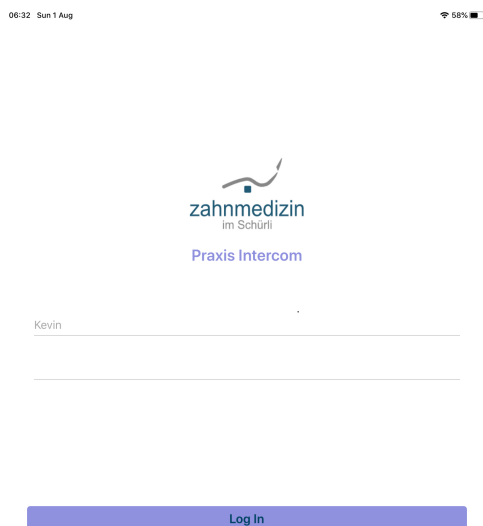 06:32 Sun 1 Aug 58%
zahnmedizin
im Schürli
Praxis Intercom
Kevin
Log In